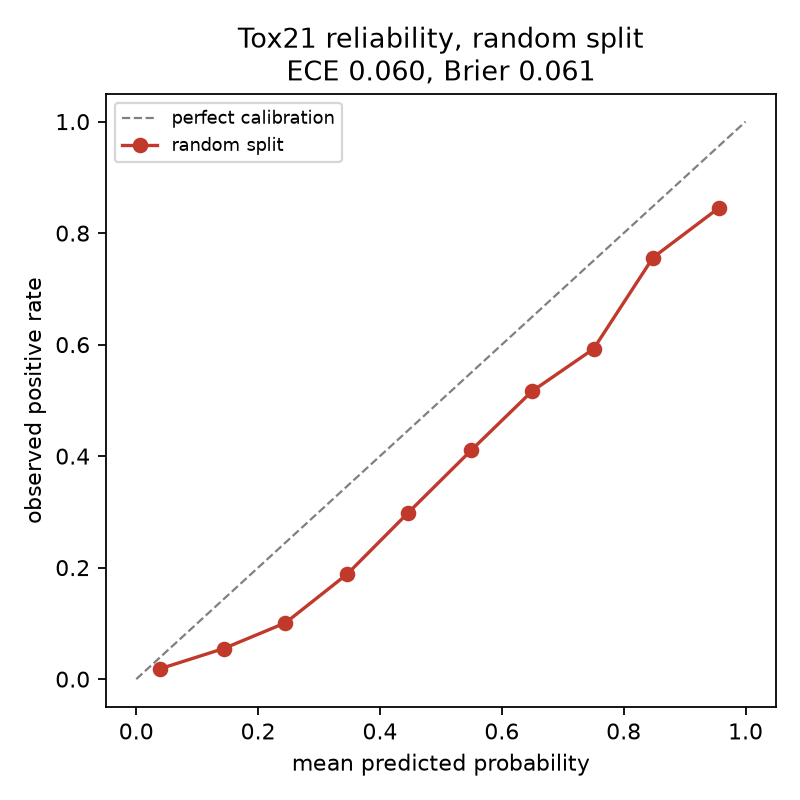 Tox21 reliability, random split
ECE 0.060, Brier 0.061
perfect calibration
random split
observed positive rate
1.0
0.8
0.6
0.4
0.2
0.0
0.0 0.2 0.4 0.6 0.8 1.0
mean predicted probability